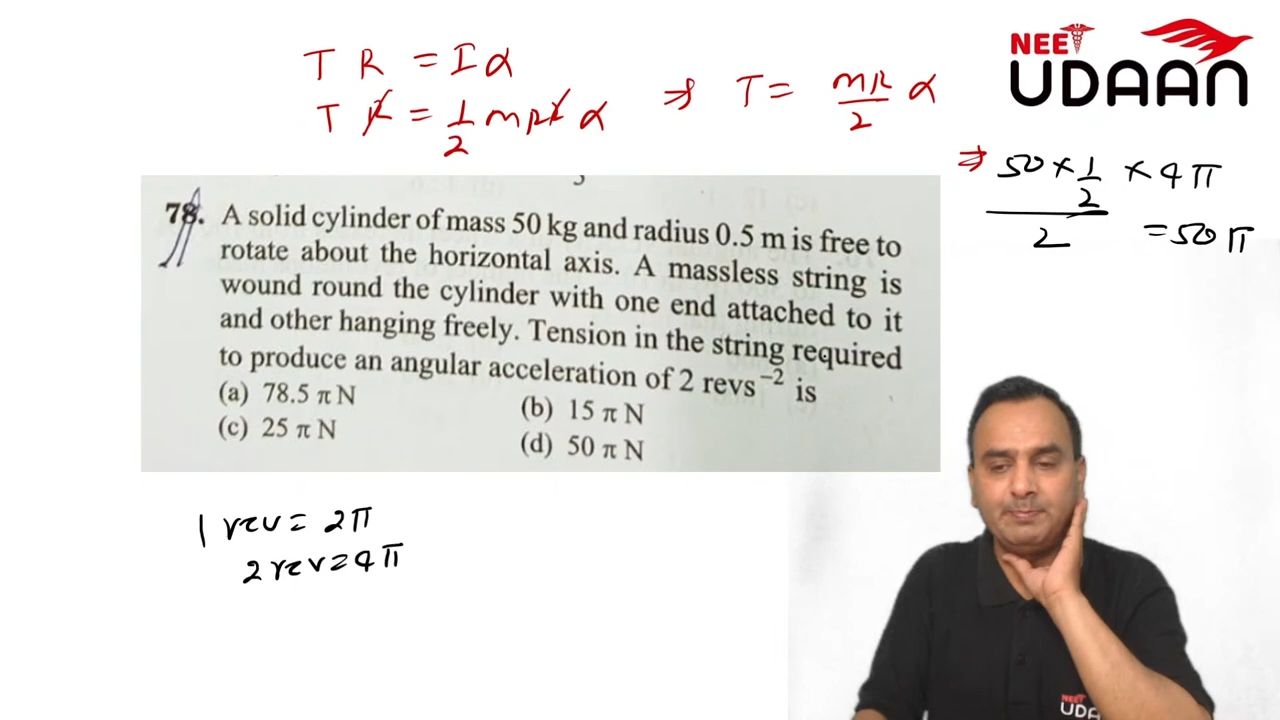 T R = I α
T R = 1/2 mR² α ⇒ T = mR/2 α
NEET
UDAAN
⇒ 50 × 1/2 × 4π
2
= 50 π
78. A solid cylinder of mass 50 kg and radius 0.5 m is free to
rotate about the horizontal axis. A massless string is
wound round the cylinder with one end attached to it
and other hanging freely. Tension in the string required
to produce an angular acceleration of 2 revs⁻² is
(a) 78.5 π N
(b) 15 π N
(c) 25 π N
(d) 50 π N
1 rev = 2π
2 rev = 4π
NEET
UDA